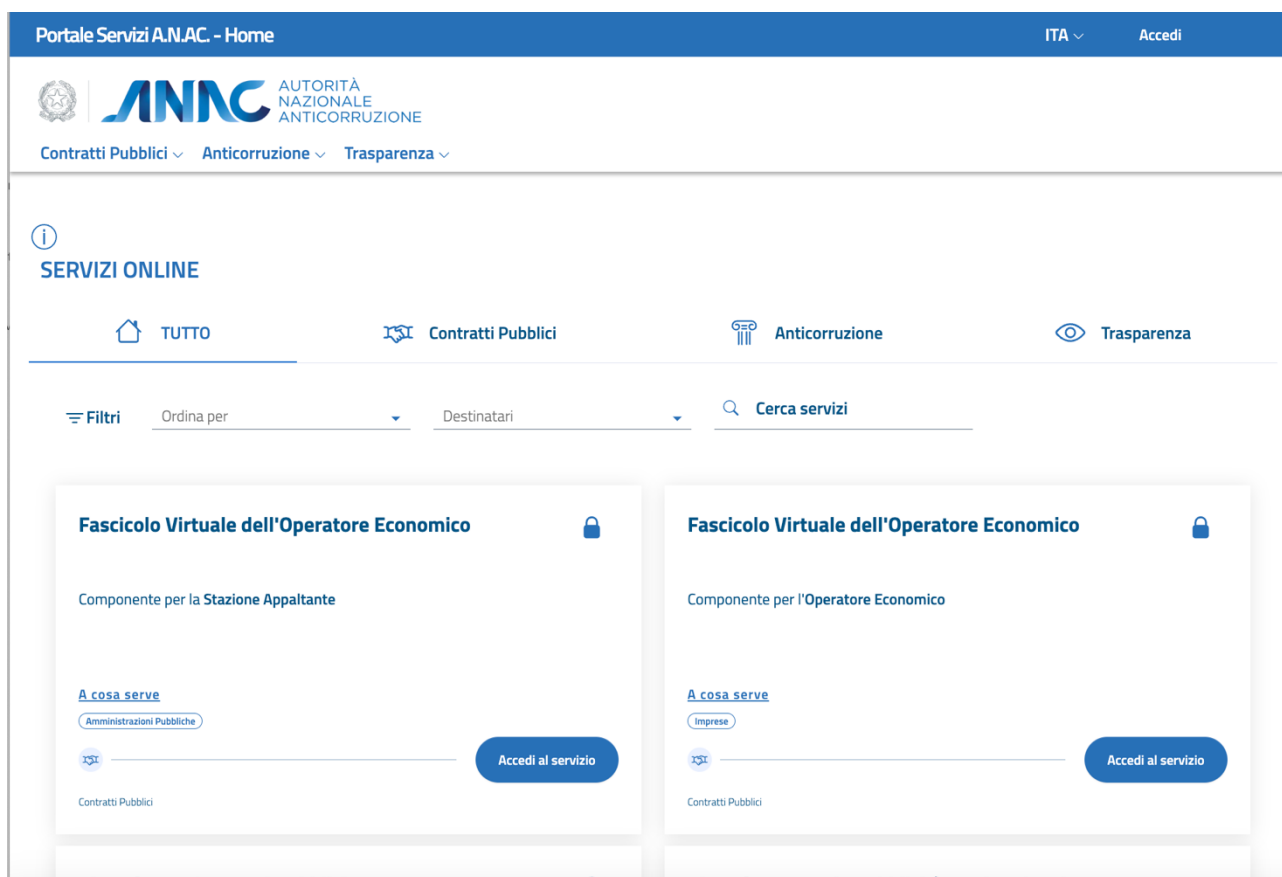 Portale Servizi A.N.AC. - Home
ITA
Accedi
ANAC
AUTORITÀ
NAZIONALE
ANTICORRUZIONE
Contratti Pubblici
Anticorruzione
Trasparenza
SERVIZI ONLINE
TUTTO
Contratti Pubblici
Anticorruzione
Trasparenza
Filtri
Ordina per
Destinatari
Cerca servizi
Fascicolo Virtuale dell'Operatore Economico
Componente per la Stazione Appaltante
A cosa serve
Amministrazioni Pubbliche
Accedi al servizio
Contratti Pubblici
Fascicolo Virtuale dell'Operatore Economico
Componente per l'Operatore Economico
A cosa serve
Imprese
Accedi al servizio
Contratti Pubblici